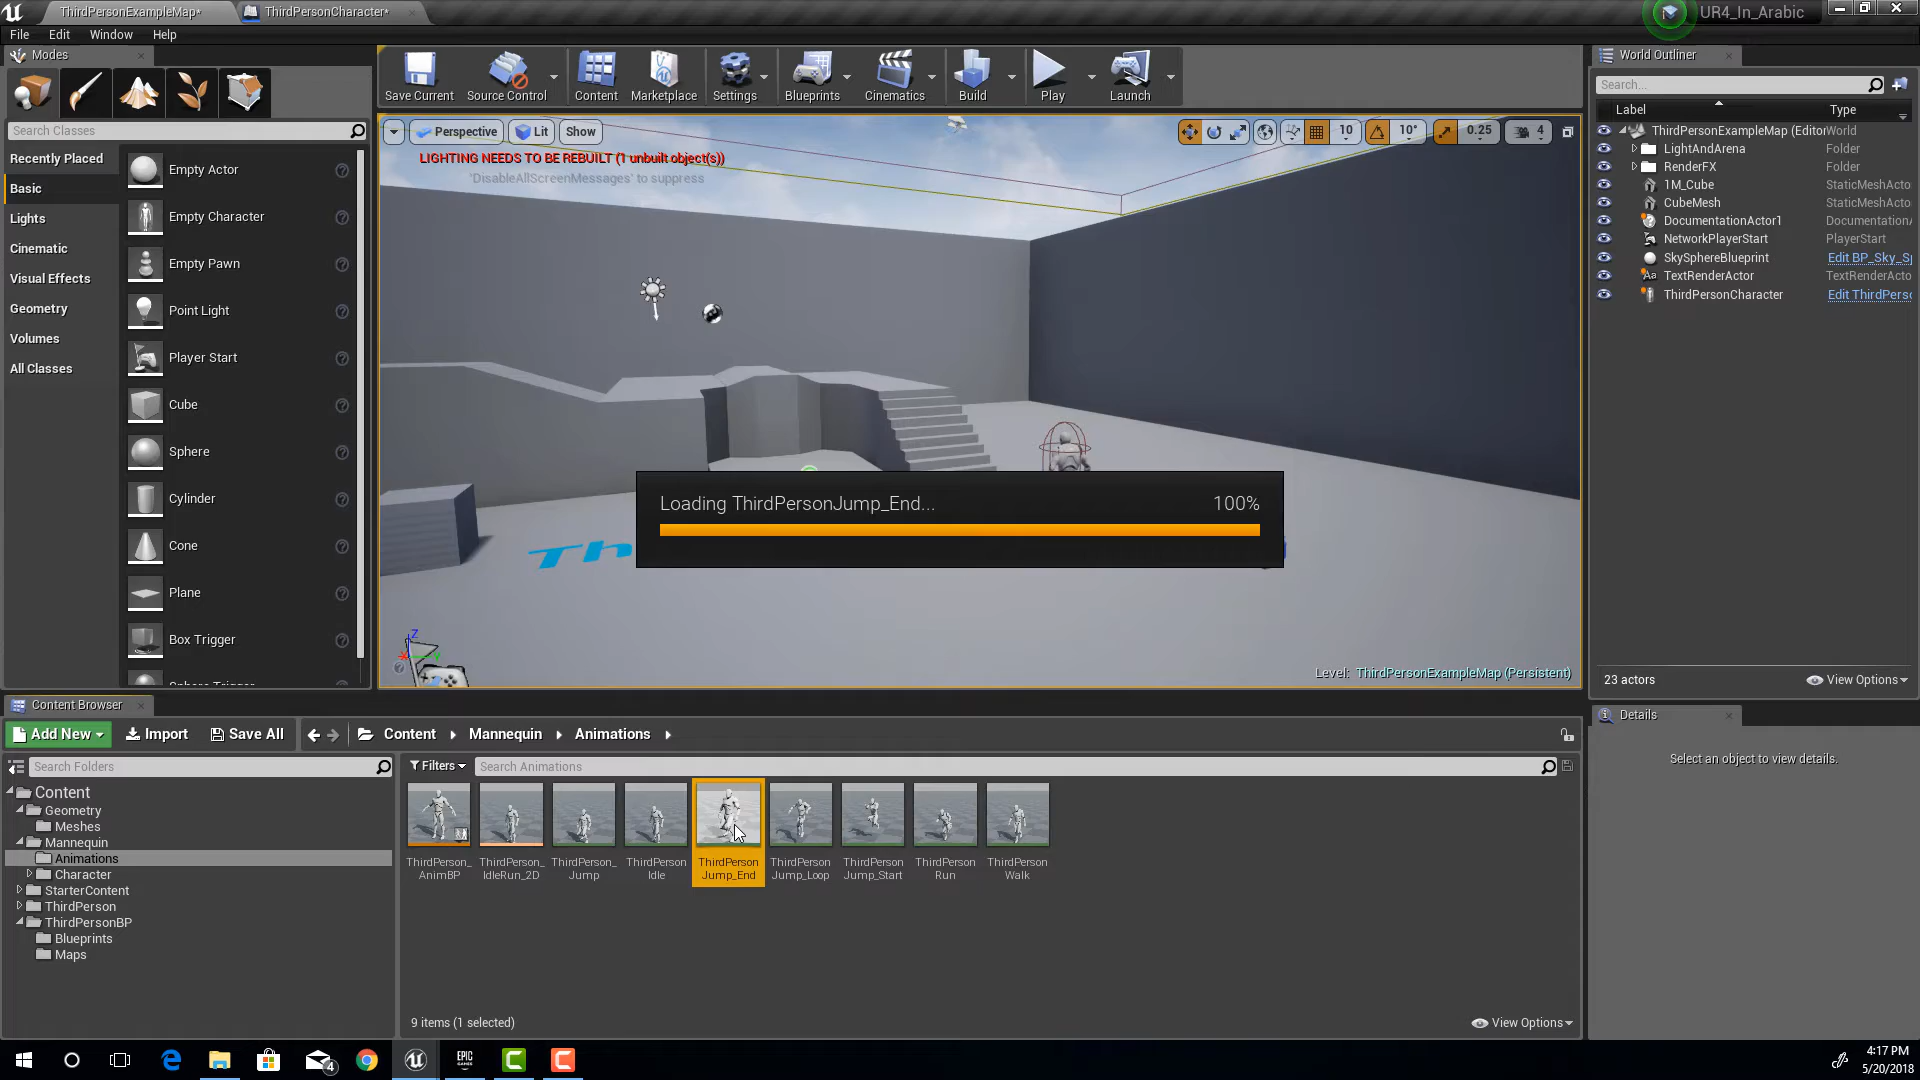 ThirdPersonExampleMap*
ThirdPersonCharacter*
UR4_In_Arabic
File
Edit
Window
Help
Modes
Save Current
Source Control
Content
Marketplace
Settings
Blueprints
Cinematics
Build
Play
Launch
World Outliner
Search...
Label
Type
Search Classes
Recently Placed
Basic
Lights
Cinematic
Visual Effects
Geometry
Volumes
All Classes
Empty Actor
Empty Character
Empty Pawn
Point Light
Player Start
Cube
Sphere
Cylinder
Cone
Plane
Box Trigger
Perspective
Lit
Show
10
10°
0.25
4
LIGHTING NEEDS TO BE REBUILT (1 unbuilt object(s))
'DisableAllScreenMessages' to suppress
Th
Loading ThirdPersonJump_End...
100%
Z
Level: ThirdPersonExampleMap (Persistent)
ThirdPersonExampleMap (Editor
World
LightAndArena
Folder
RenderFX
Folder
1M_Cube
StaticMeshActo
CubeMesh
StaticMeshActo
DocumentationActor1
Documentation
NetworkPlayerStart
PlayerStart
SkySphereBlueprint
Edit BP_Sky_S
TextRenderActor
TextRenderActo
ThirdPersonCharacter
Edit ThirdPers
23 actors
View Options
Details
Select an object to view details.
Content Browser
Add New
Import
Save All
Content
Mannequin
Animations
Search Folders
Filters
Search Animations
Content
Geometry
Meshes
Mannequin
Animations
Character
StarterContent
ThirdPerson
ThirdPersonBP
Blueprints
Maps
ThirdPerson_
AnimBP
ThirdPerson_
IdleRun_2D
ThirdPerson_
Jump
ThirdPerson
Idle
ThirdPerson
Jump_End
ThirdPerson
Jump_Loop
ThirdPerson
Jump_Start
ThirdPerson
Run
ThirdPerson
Walk
9 items (1 selected)
View Options
EPIC
GAMES
4
4:17 PM
5/20/2018